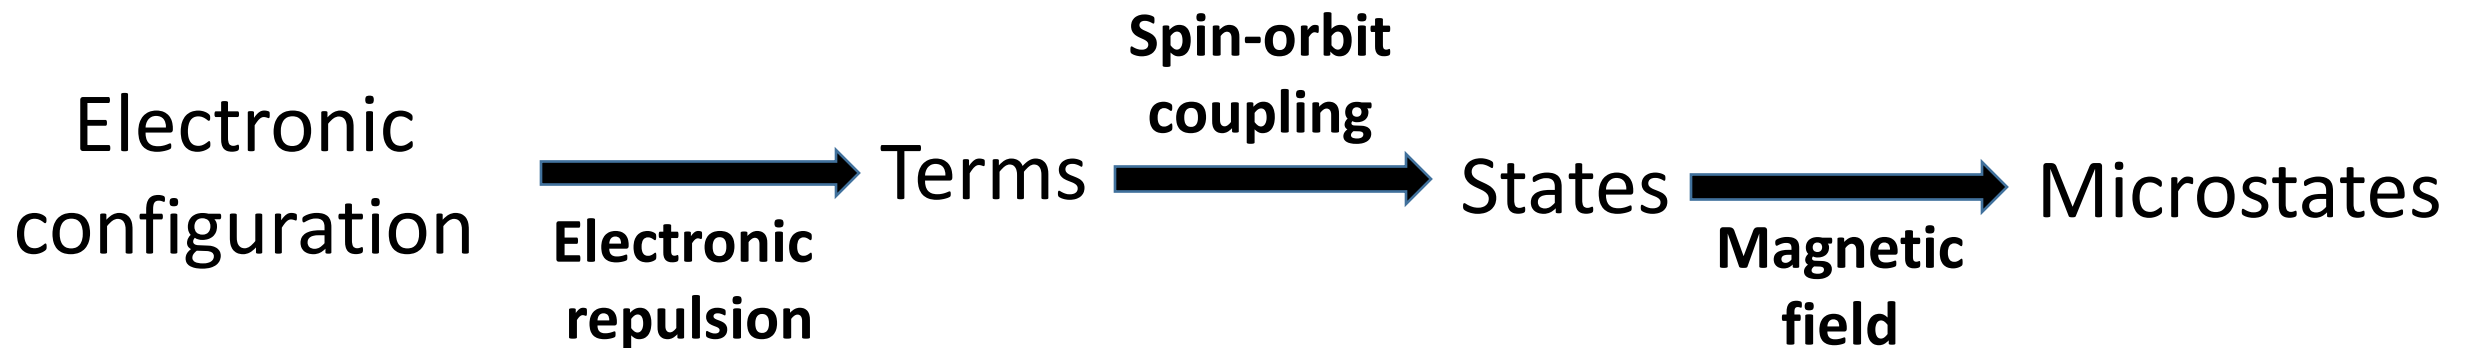 Electronic
configuration
Electronic
repulsion
Terms
Spin-orbit
coupling
States
Magnetic
field
Microstates